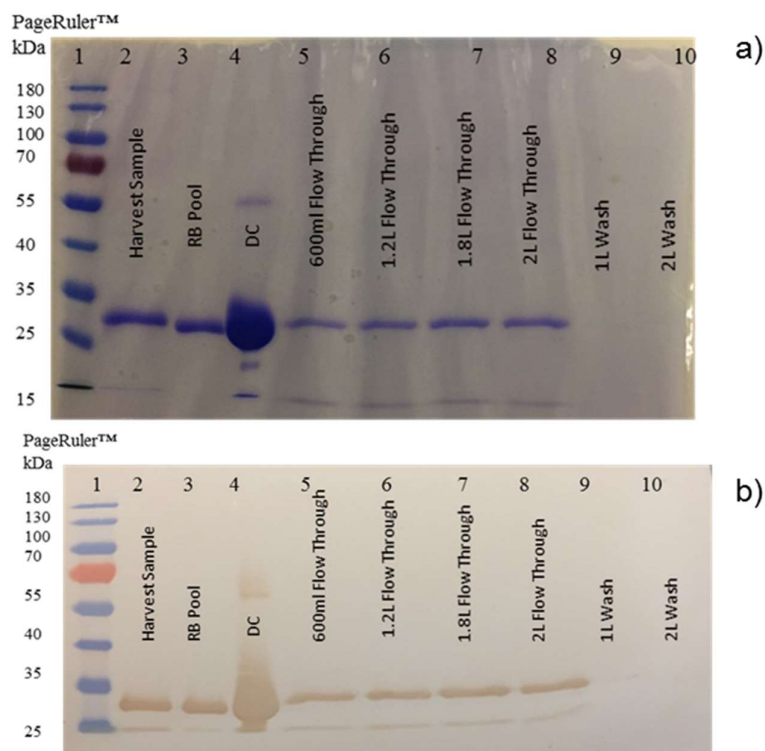 PageRuler™
kDa
a)
1 2 3 4 5 6 7 8 9 10
180
130
100
70
55
40
35
25
15
Harvest Sample
RB Pool
DC
600ml Flow Through
1.2L Flow Through
1.8L Flow Through
2L Flow Through
1L Wash
2L Wash
PageRuler™
kDa
b)
1 2 3 4 5 6 7 8 9 10
180
130
100
70
55
40
35
25
Harvest Sample
RB Pool
DC
600ml Flow Through
1.2L Flow Through
1.8L Flow Through
2L Flow Through
1L Wash
2L Wash